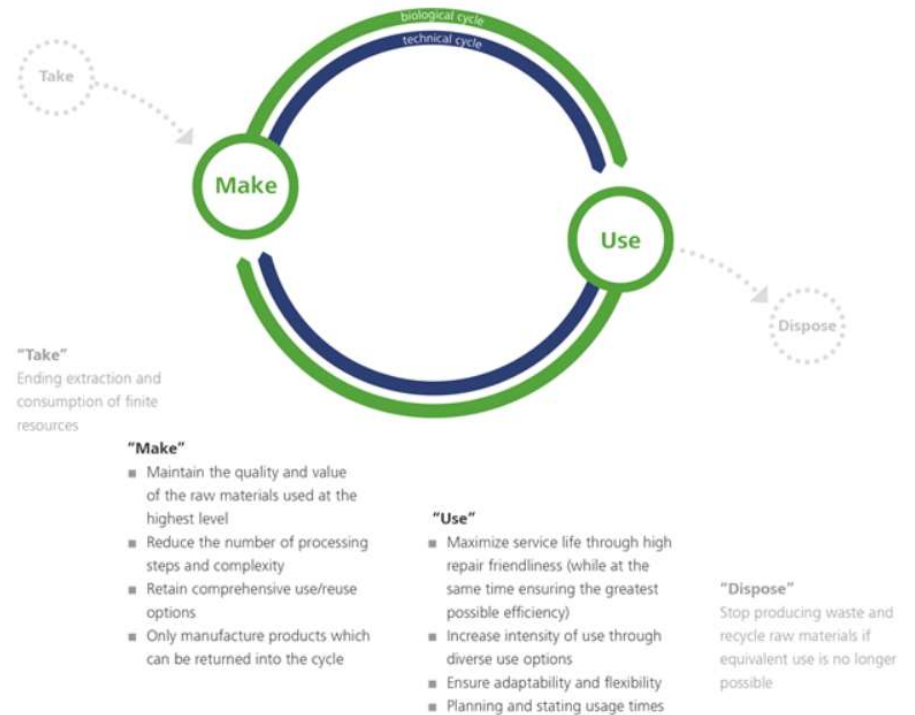 biological cycle
technical cycle
Take
Make
Use
Dispose
"Take"
Ending extraction and
consumption of finite
resources
"Make"
■ Maintain the quality and value
of the raw materials used at the
highest level
■ Reduce the number of processing
steps and complexity
■ Retain comprehensive use/reuse
options
■ Only manufacture products which
can be returned into the cycle
"Use"
■ Maximize service life through high
repair friendliness (while at the
same time ensuring the greatest
possible efficiency)
■ Increase intensity of use through
diverse use options
■ Ensure adaptability and flexibility
■ Planning and stating usage times
"Dispose"
Stop producing waste and
recycle raw materials if
equivalent use is no longer
possible